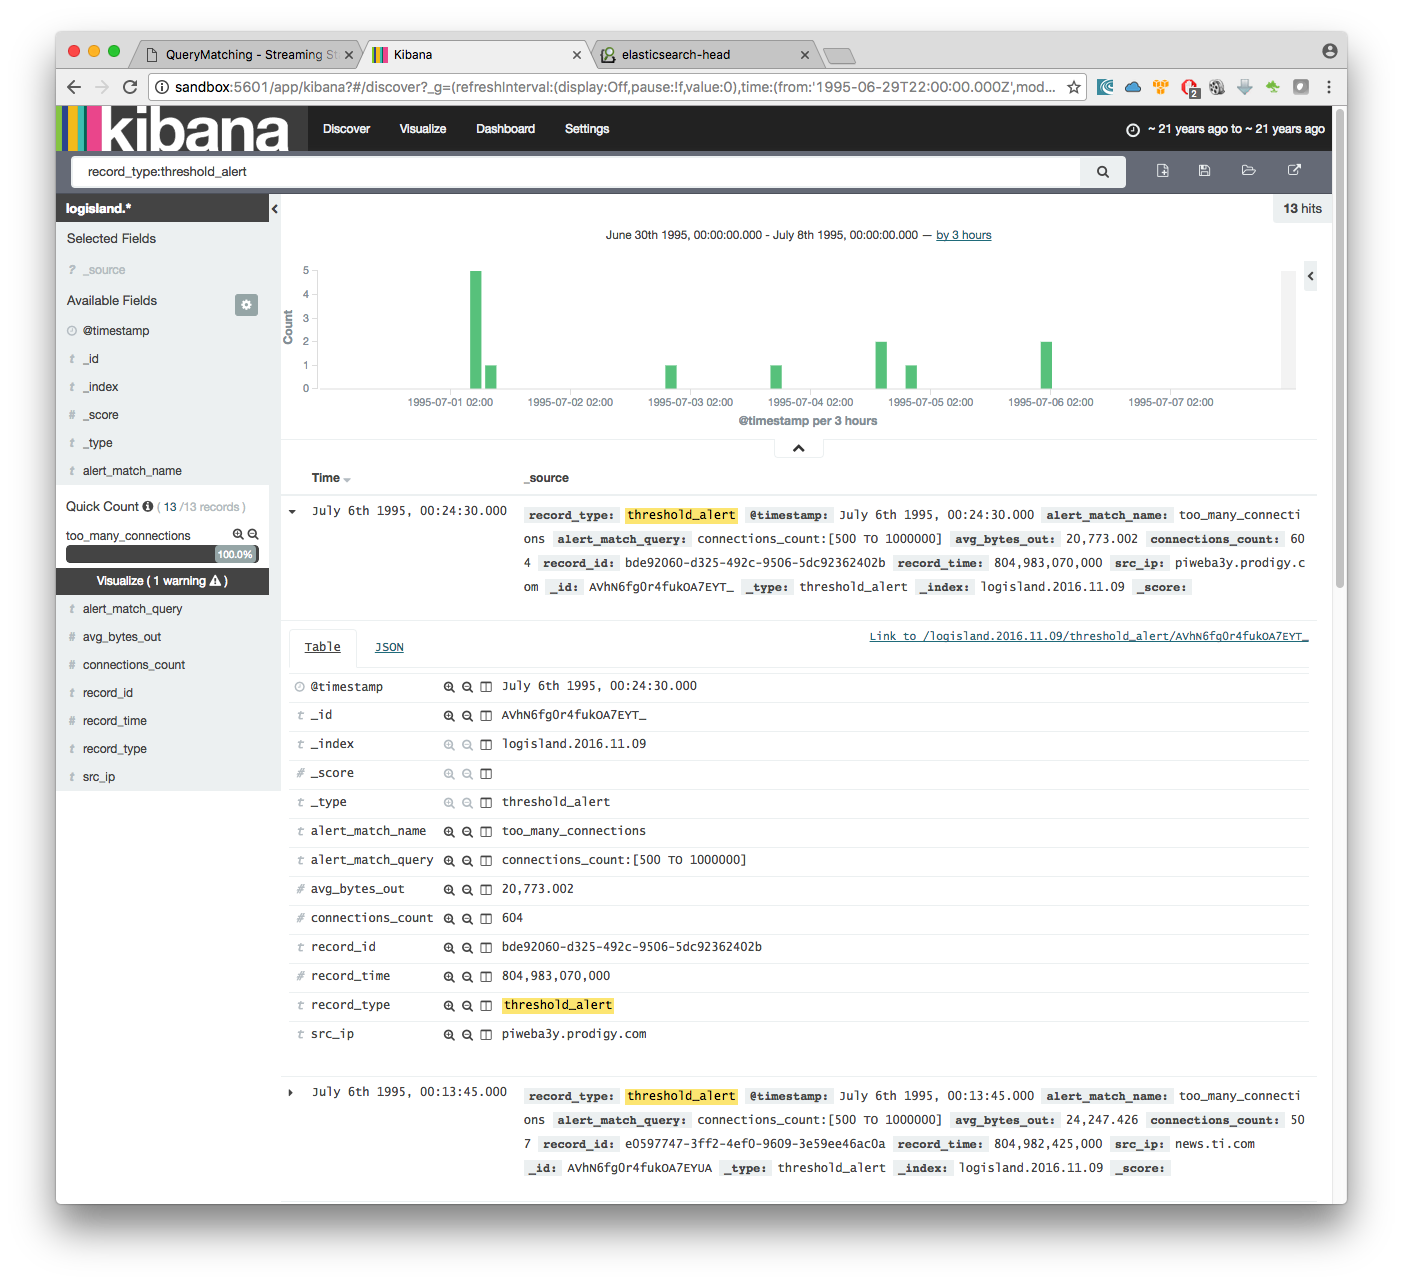 QueryMatching - Streaming St
Kibana
elasticsearch-head
sandbox:5601/app/kibana?#/discover?_g=(refreshInterval:(display:Off,pause:!f,value:0),time:(from:'1995-06-29T22:00:00.000Z',mod...
2
kibana
Discover
Visualize
Dashboard
Settings
~ 21 years ago to ~ 21 years ago
record_type:threshold_alert
logisland.*
13 hits
Selected Fields
? _source
Available Fields
@timestamp
t _id
t _index
# _score
t _type
t alert_match_name
Quick Count ( 13 /13 records )
too_many_connections
100.0%
Visualize ( 1 warning )
t alert_match_query
# avg_bytes_out
# connections_count
t record_id
# record_time
t record_type
t src_ip
June 30th 1995, 00:00:00.000 - July 8th 1995, 00:00:00.000 — by 3 hours
Count
5
4
3
2
1
0
1995-07-01 02:00
1995-07-02 02:00
1995-07-03 02:00
1995-07-04 02:00
1995-07-05 02:00
1995-07-06 02:00
1995-07-07 02:00
@timestamp per 3 hours
Time
_source
July 6th 1995, 00:24:30.000
record_type: threshold_alert @timestamp: July 6th 1995, 00:24:30.000 alert_match_name: too_many_connecti
ons alert_match_query: connections_count:[500 TO 1000000] avg_bytes_out: 20,773.002 connections_count: 60
4 record_id: bde92060-d325-492c-9506-5dc92362402b record_time: 804,983,070,000 src_ip: piweba3y.prodigy.c
om _id: AVhN6fg0r4fukOA7EYT_ _type: threshold_alert _index: logisland.2016.11.09 _score:
Table
JSON
Link to /logisland.2016.11.09/threshold_alert/AVhN6fg0r4fukOA7EYT_
@timestamp July 6th 1995, 00:24:30.000
t _id AVhN6fg0r4fukOA7EYT_
t _index logisland.2016.11.09
# _score
t _type threshold_alert
t alert_match_name too_many_connections
t alert_match_query connections_count:[500 TO 1000000]
# avg_bytes_out 20,773.002
# connections_count 604
t record_id bde92060-d325-492c-9506-5dc92362402b
# record_time 804,983,070,000
t record_type threshold_alert
t src_ip piweba3y.prodigy.com
July 6th 1995, 00:13:45.000
record_type: threshold_alert @timestamp: July 6th 1995, 00:13:45.000 alert_match_name: too_many_connecti
ons alert_match_query: connections_count:[500 TO 1000000] avg_bytes_out: 24,247.426 connections_count: 50
7 record_id: e0597747-3ff2-4ef0-9609-3e59ee46ac0a record_time: 804,982,425,000 src_ip: news.ti.com
_id: AVhN6fg0r4fukOA7EYUA _type: threshold_alert _index: logisland.2016.11.09 _score: